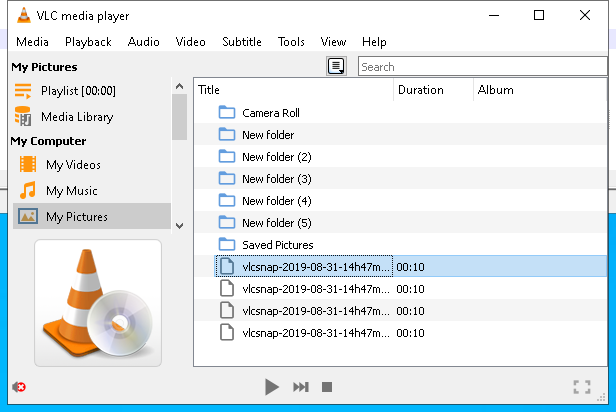 VLC media player
Media Playback Audio Video Subtitle Tools View Help
My Pictures
Search
Playlist [00:00]
Media Library
My Computer
My Videos
My Music
My Pictures
Title Duration Album
Camera Roll
New folder
New folder (2)
New folder (3)
New folder (4)
New folder (5)
Saved Pictures
vlcsnap-2019-08-31-14h47m... 00:10
vlcsnap-2019-08-31-14h47m... 00:10
vlcsnap-2019-08-31-14h47m... 00:10
vlcsnap-2019-08-31-14h47m... 00:10